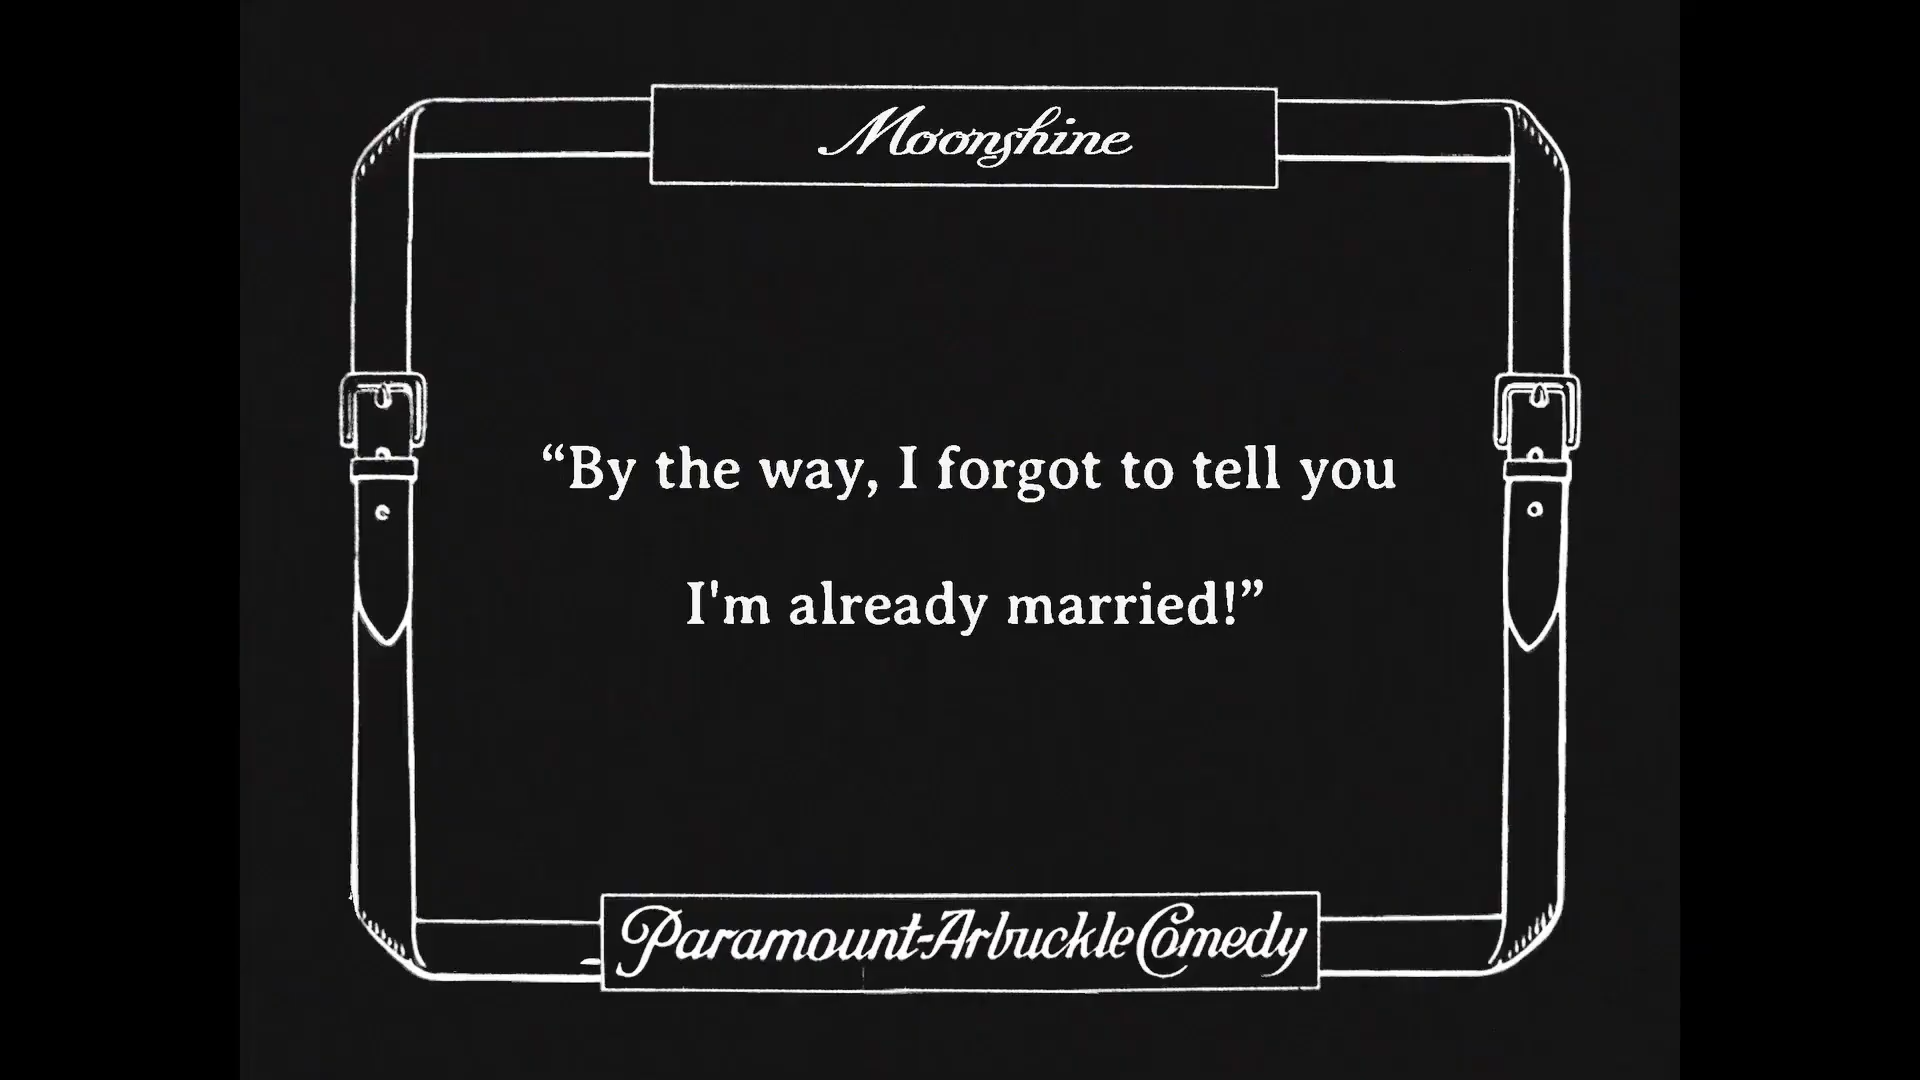 Moonshine
“By the way, I forgot to tell you
I'm already married!”
Paramount-Arbuckle Comedy